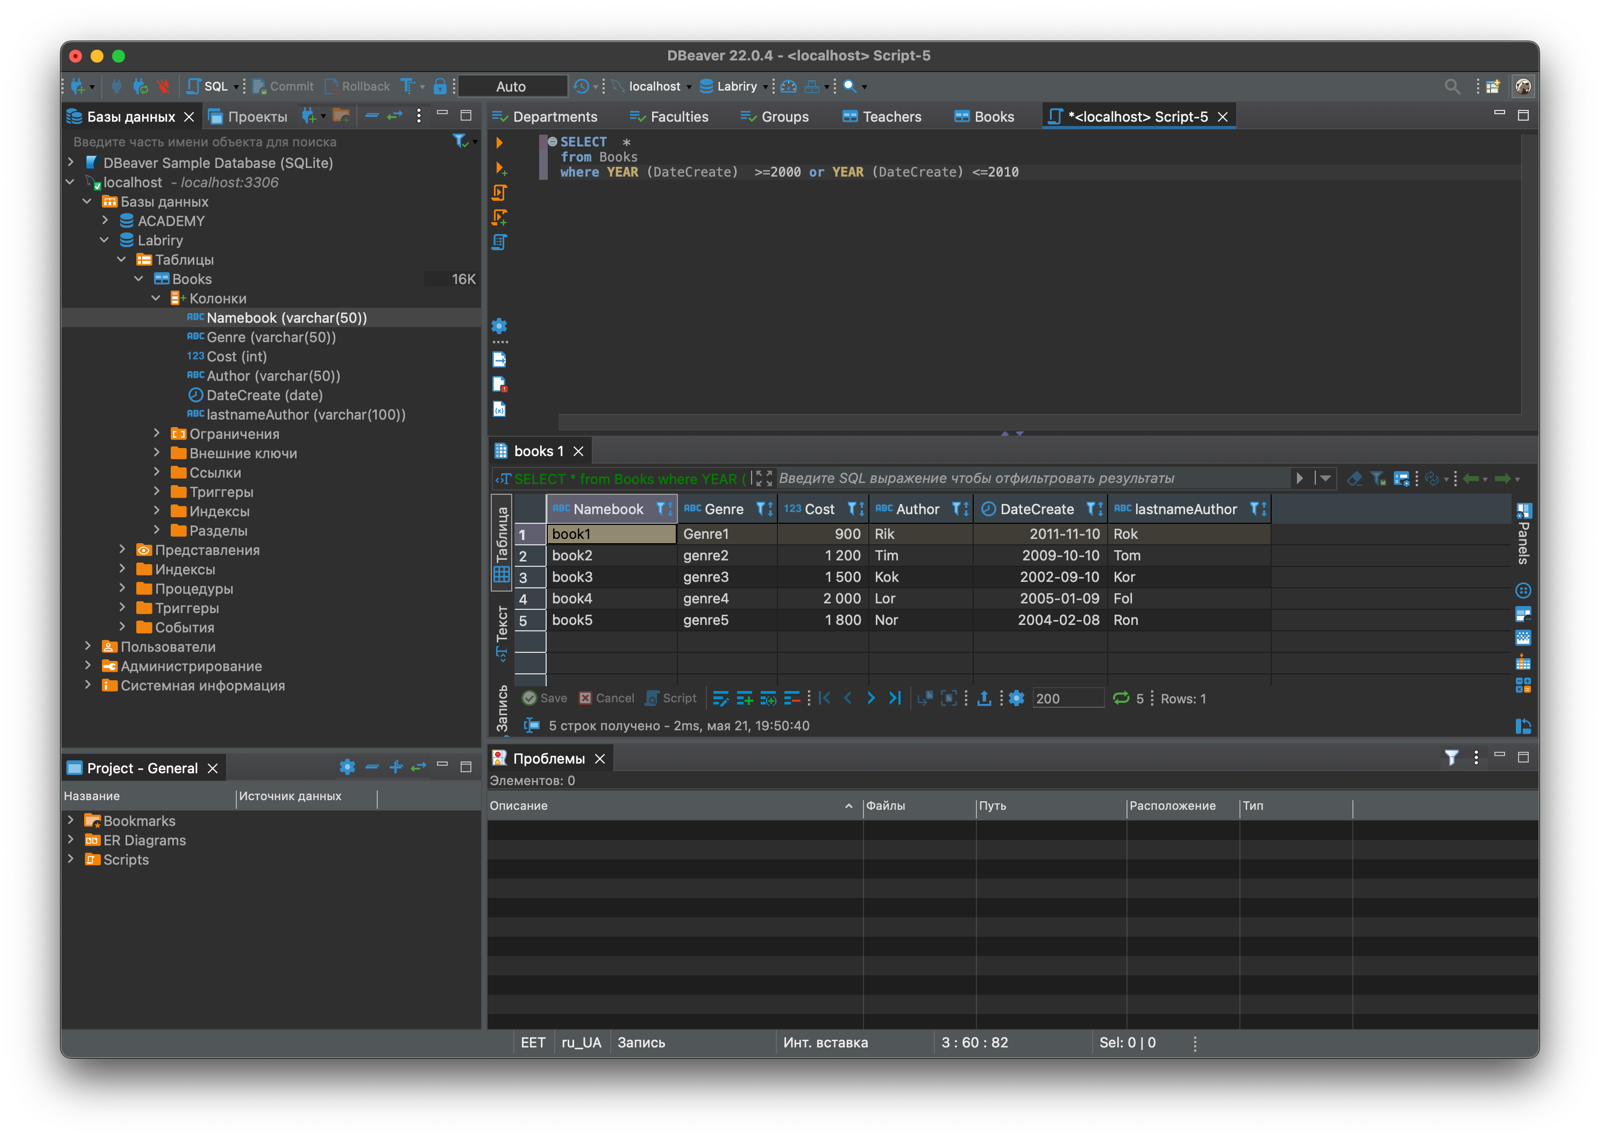 DBeaver 22.0.4 - <localhost> Script-5
SQL Commit Rollback Auto localhost Labriry
Базы данных Проекты
Введите часть имени объекта для поиска
DBeaver Sample Database (SQLite)
localhost - localhost:3306
Базы данных
ACADEMY
Labriry
Таблицы
Books 16K
Колонки
ABC Namebook (varchar(50))
ABC Genre (varchar(50))
123 Cost (int)
ABC Author (varchar(50))
DateCreate (date)
ABC lastnameAuthor (varchar(100))
Ограничения
Внешние ключи
Ссылки
Триггеры
Индексы
Разделы
Представления
Индексы
Процедуры
Триггеры
События
Пользователи
Администрирование
Системная информация
Project - General
Название Источник данных
Bookmarks
ER Diagrams
Scripts
Departments Faculties Groups Teachers Books *<localhost> Script-5
SELECT *
from Books
where YEAR (DateCreate) >=2000 or YEAR (DateCreate) <=2010
books 1
SELECT * from Books where YEAR ( Введите SQL выражение чтобы отфильтровать результаты
Таблица
Текст
Запись
ABC Namebook ABC Genre 123 Cost ABC Author DateCreate ABC lastnameAuthor
1 book1 Genre1 900 Rik 2011-11-10 Rok
2 book2 genre2 1 200 Tim 2009-10-10 Tom
3 book3 genre3 1 500 Kok 2002-09-10 Kor
4 book4 genre4 2 000 Lor 2005-01-09 Fol
5 book5 genre5 1 800 Nor 2004-02-08 Ron
Panels
Save Cancel Script 200 5 Rows: 1
5 строк получено - 2ms, мая 21, 19:50:40
Проблемы
Элементов: 0
Описание Файлы Путь Расположение Тип
EET ru_UA Запись Инт. вставка 3 : 60 : 82 Sel: 0 | 0